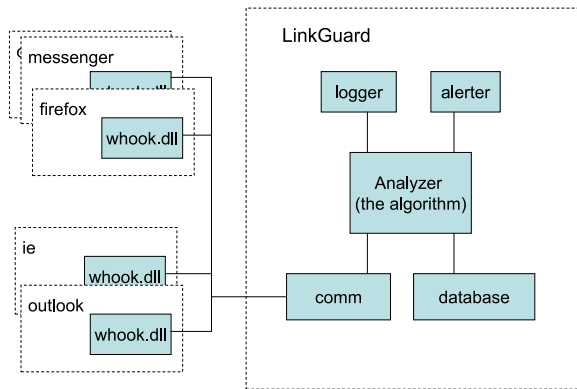 messenger
firefox
whook.dll
ie
whook.dll
outlook
whook.dll
LinkGuard
logger
alerter
Analyzer
(the algorithm)
comm
database